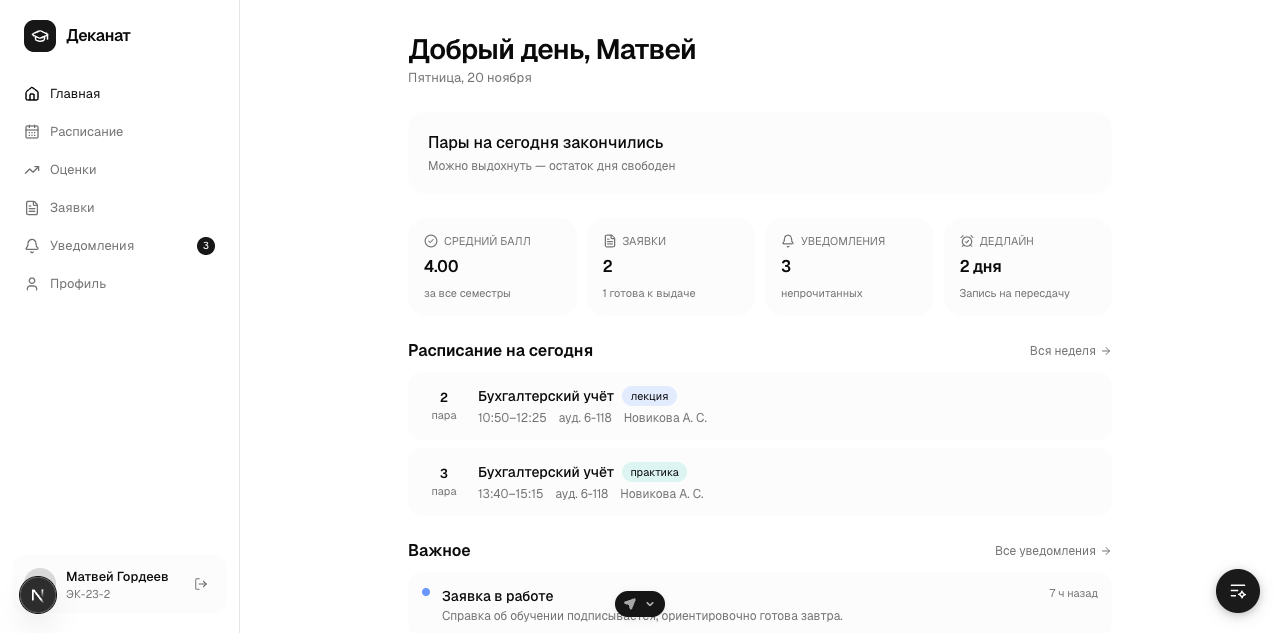 Деканат
Главная
Расписание
Оценки
Заявки
Уведомления 3
Профиль
Матвей Гордеев
ЭК-23-2
N
Добрый день, Матвей
Пятница, 20 ноября
Пары на сегодня закончились
Можно выдохнуть — остаток дня свободен
СРЕДНИЙ БАЛЛ
4.00
за все семестры
ЗАЯВКИ
2
1 готова к выдаче
УВЕДОМЛЕНИЯ
3
непрочитанных
ДЕДЛАЙН
2 дня
Запись на пересдачу
Расписание на сегодня
Вся неделя →
2 пара
Бухгалтерский учёт лекция
10:50–12:25 ауд. 6-118 Новикова А. С.
3 пара
Бухгалтерский учёт практика
13:40–15:15 ауд. 6-118 Новикова А. С.
Важное
Все уведомления →
Заявка в работе
7 ч назад
Справка об обучении подписывается, ориентировочно готова завтра.